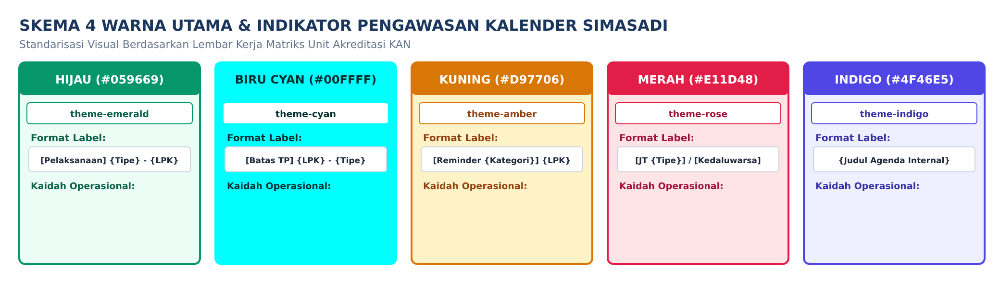 SKEMA 4 WARNA UTAMA & INDIKATOR PENGAWASAN KALENDER SIMASADI
Standarisasi Visual Berdasarkan Lembar Kerja Matriks Unit Akreditasi KAN
HIJAU (#059669)
theme-emerald
Format Label:
[Pelaksanaan] {Tipe} - {LPK}
Kaidah Operasional:
BIRU CYAN (#00FFFF)
theme-cyan
Format Label:
[Batas TP] {LPK} - {Tipe}
Kaidah Operasional:
KUNING (#D97706)
theme-amber
Format Label:
[Reminder {Kategori}] {LPK}
Kaidah Operasional:
MERAH (#E11D48)
theme-rose
Format Label:
[JT {Tipe}] / [Kedaluwarsa]
Kaidah Operasional:
INDIGO (#4F46E5)
theme-indigo
Format Label:
{Judul Agenda Internal}
Kaidah Operasional: